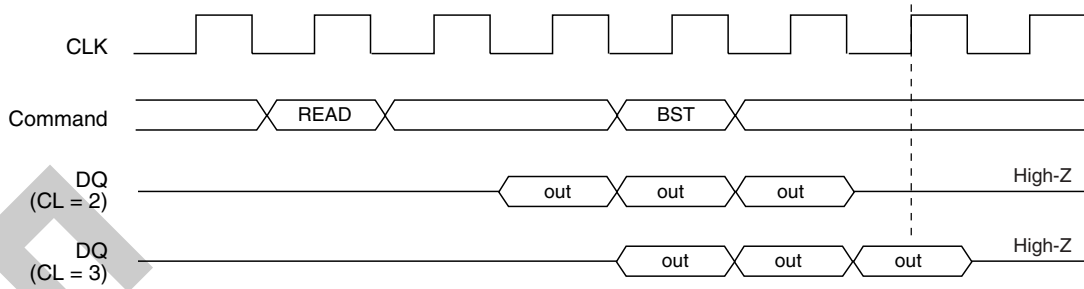 CLK
Command READ BST
DQ
(CL = 2) out out out High-Z
DQ
(CL = 3) out out out High-Z